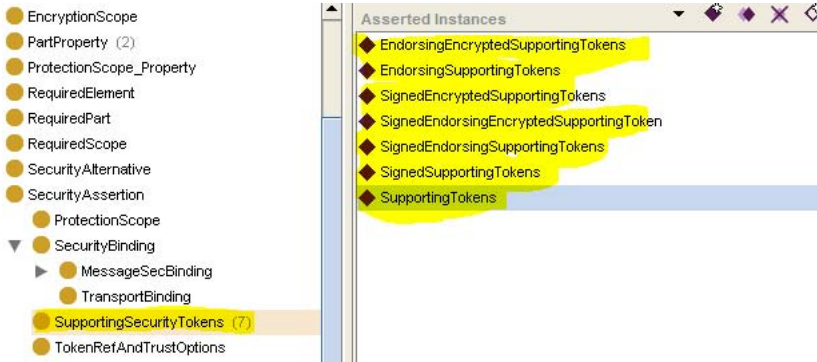 EncryptionScope
PartProperty (2)
ProtectionScope_Property
RequiredElement
RequiredPart
RequiredScope
SecurityAlternative
SecurityAssertion
ProtectionScope
SecurityBinding
MessageSecBinding
TransportBinding
SupportingSecurityTokens (7)
TokenRefAndTrustOptions
Asserted Instances
EndorsingEncryptedSupportingTokens
EndorsingSupportingTokens
SignedEncryptedSupportingTokens
SignedEndorsingEncryptedSupportingToken
SignedEndorsingSupportingTokens
SignedSupportingTokens
SupportingTokens